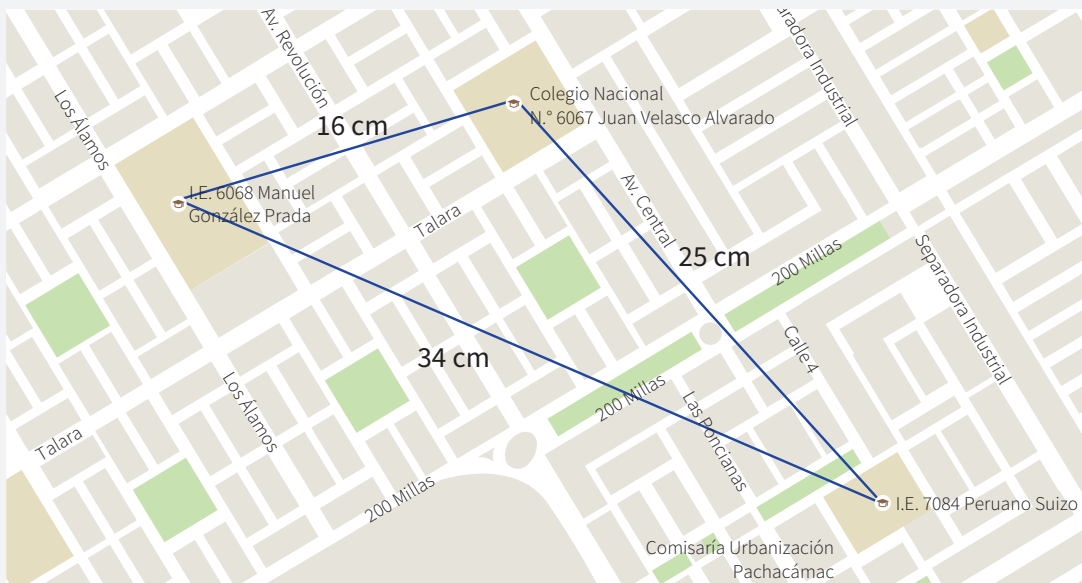 Av. Revolución
Separadora Industrial
Los Álamos
Colegio Nacional
N.° 6067 Juan Velasco Alvarado
16 cm
I.E. 6068 Manuel
González Prada
Talara
Av. Central
25 cm
200 Millas
Separadora Industrial
34 cm
Calle 4
200 Millas
Los Álamos
Las Poncianas
Talara
200 Millas
I.E. 7084 Peruano Suizo
Comisaría Urbanización
Pachacámac